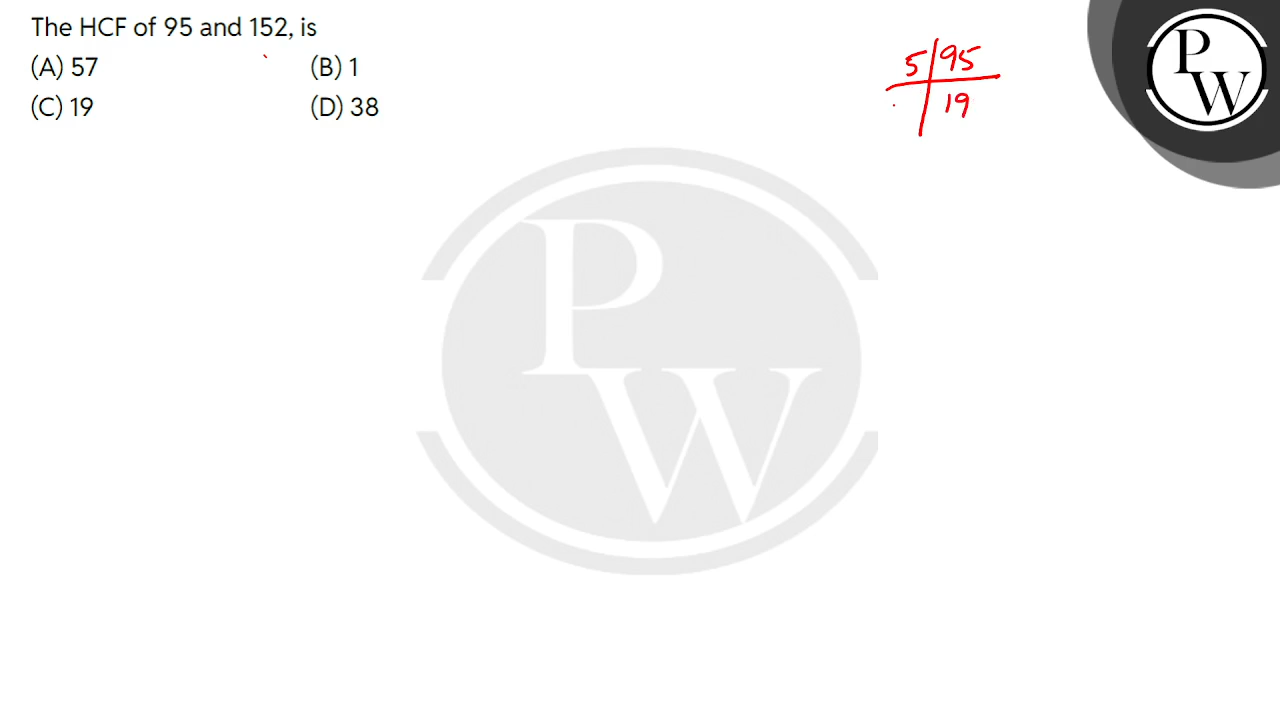 The HCF of 95 and 152, is
(A) 57 (B) 1
(C) 19 (D) 38
5 95
19
P
W
P
W